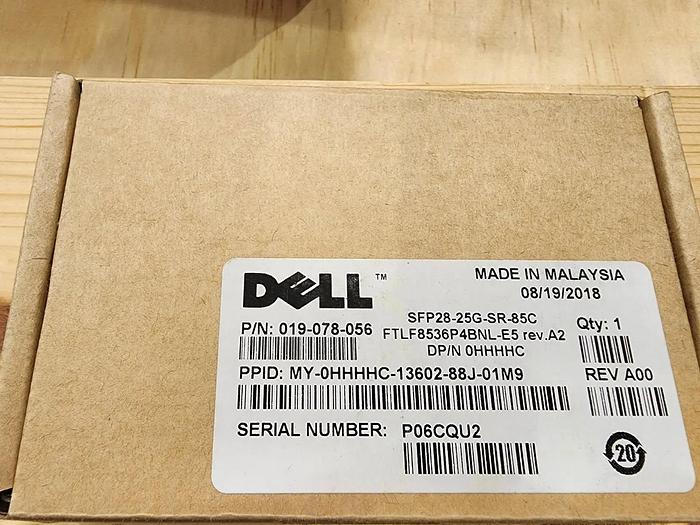 DELL™
MADE IN MALAYSIA
08/19/2018
SFP28-25G-SR-85C
P/N: 019-078-056
FTLF8536P4BNL-E5 rev.A2
Qty: 1
DP/N 0HHHHC
PPID: MY-0HHHHC-13602-88J-01M9
REV A00
SERIAL NUMBER: P06CQU2
20